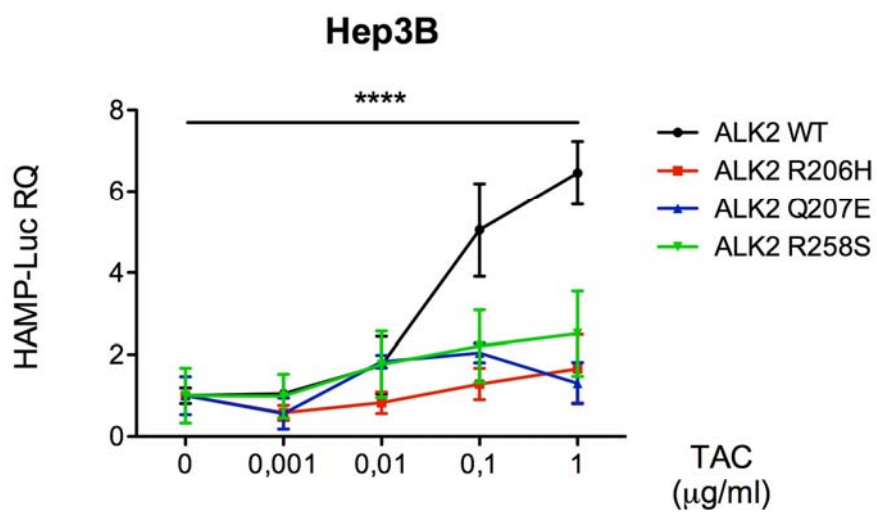 Hep3B
****
8
6
4
2
0
HAMP-Luc RQ
0 0,001 0,01 0,1 1
TAC
(μg/ml)
ALK2 WT
ALK2 R206H
ALK2 Q207E
ALK2 R258S